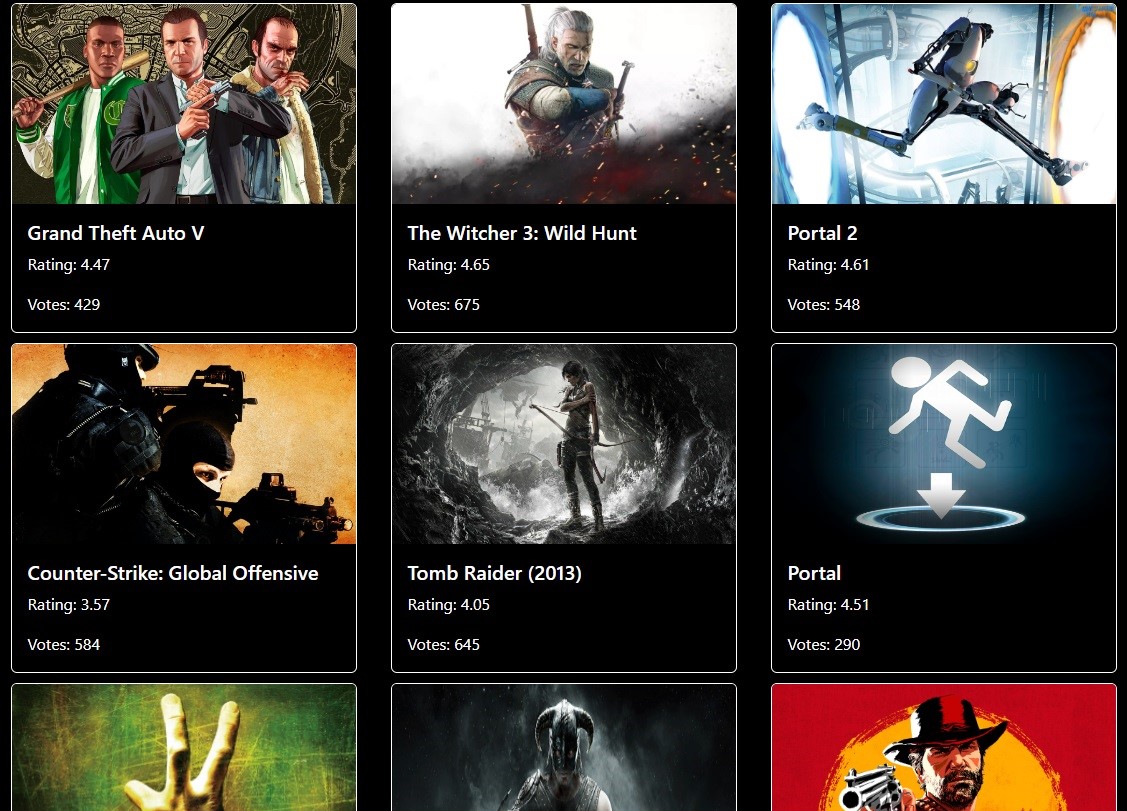 Grand Theft Auto V
Rating: 4.47
Votes: 429
The Witcher 3: Wild Hunt
Rating: 4.65
Votes: 675
Portal 2
Rating: 4.61
Votes: 548
Counter-Strike: Global Offensive
Rating: 3.57
Votes: 584
Tomb Raider (2013)
Rating: 4.05
Votes: 645
Portal
Rating: 4.51
Votes: 290